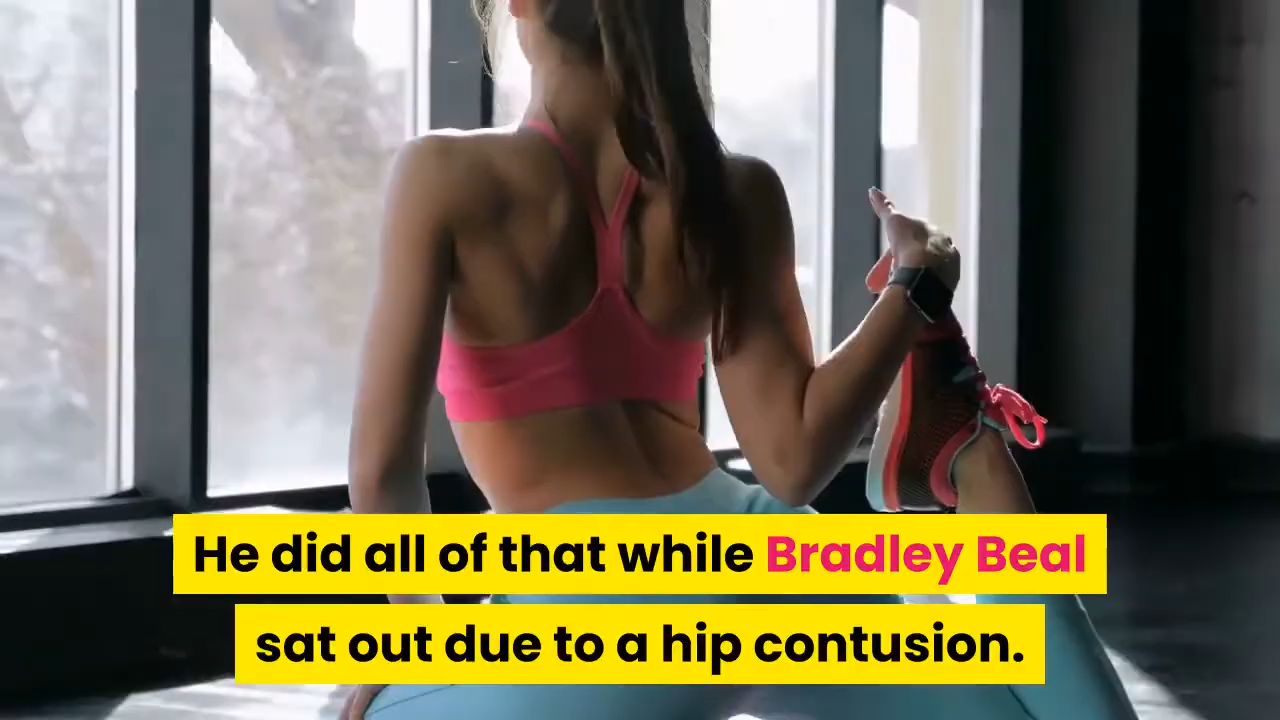 He did all of that while Bradley Beal
sat out due to a hip contusion.